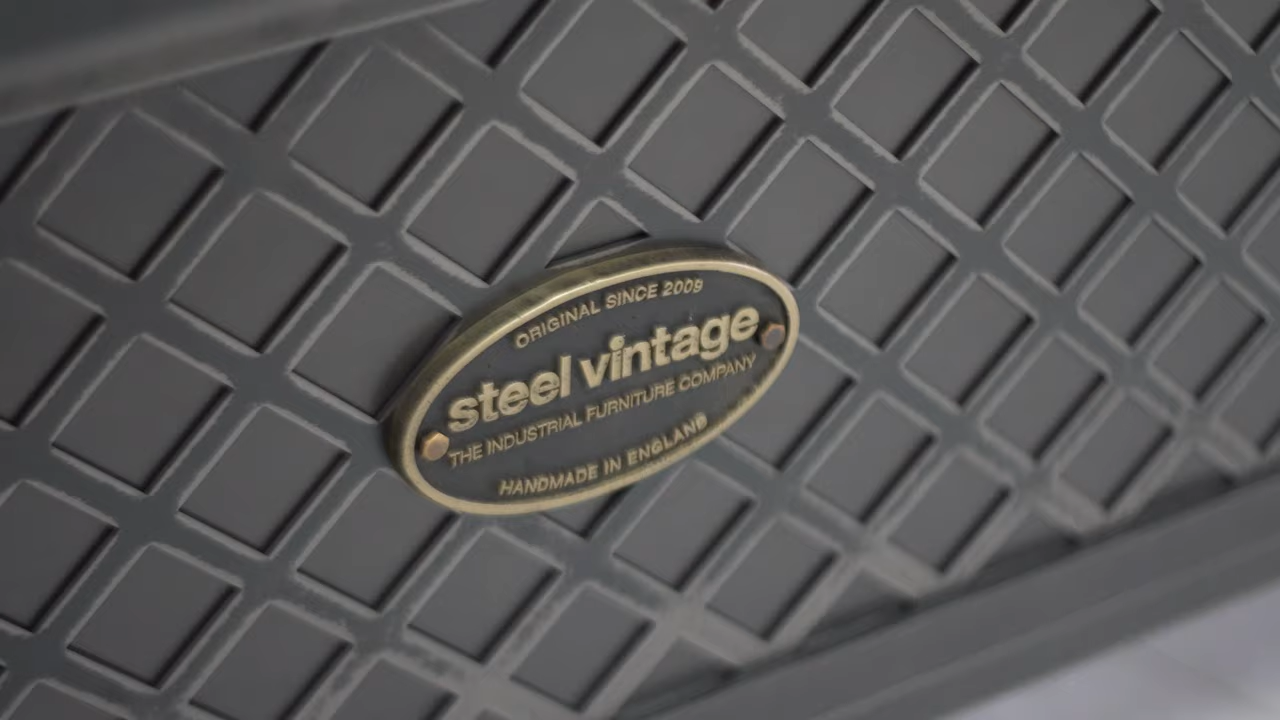 ORIGINAL SINCE 2009
steel vintage
THE INDUSTRIAL FURNITURE COMPANY
HANDMADE IN ENGLAND